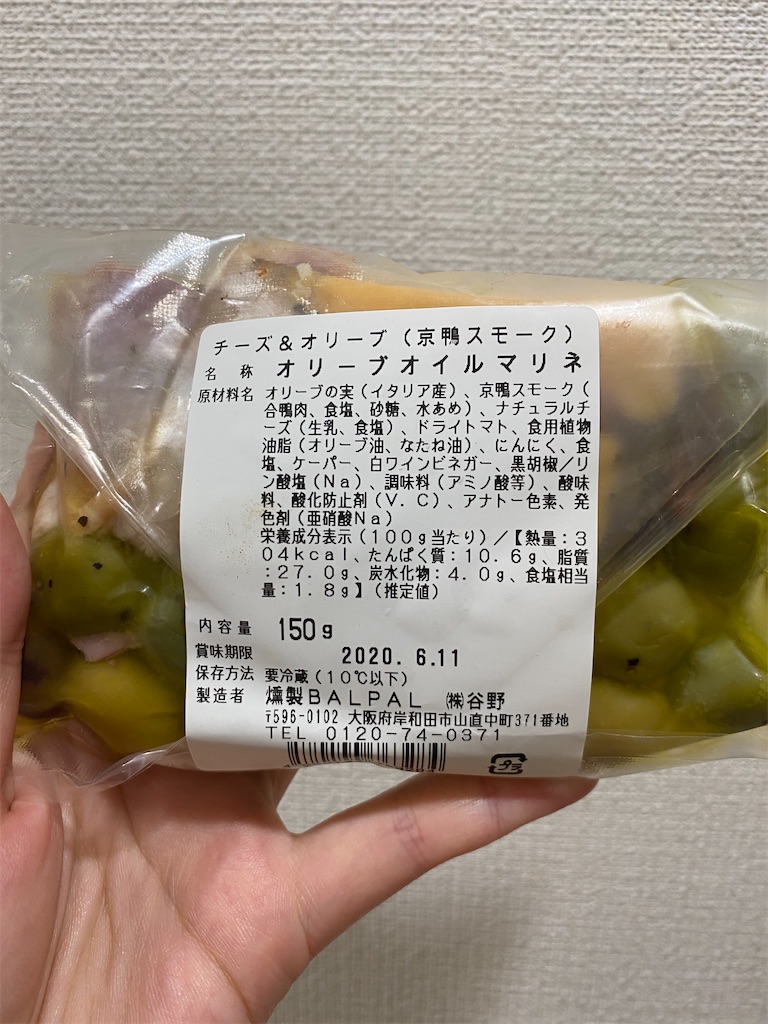 チーズ&オリーブ(京鴨スモーク)
名 称 オリーブオイルマリネ
原材料名 オリーブの実(イタリア産)、京鴨スモーク(
合鴨肉、食塩、砂糖、水あめ)、ナチュラルチ
ーズ(生乳、食塩)、ドライトマト、食用植物
油脂(オリーブ油、なたね油)、にんにく、食
塩、ケーパー、白ワインビネガー、黒胡椒/リ
ン酸塩(Na)、調味料(アミノ酸等)、酸味
料、酸化防止剤(V.C)、アナトー色素、発
色剤(亜硝酸Na)
栄養成分表示(100g当たり)/【熱量:3
04kcal、たんぱく質:10.6g、脂質
:27.0g、炭水化物:4.0g、食塩相当
量:1.8g】(推定値)
内容量 150g
賞味期限 2020. 6.11
保存方法 要冷蔵(10℃以下)
製造者 燻製BALPAL ㈱谷野
〒596-0102 大阪府岸和田市山直中町371番地
TEL 0120-74-0371
プラ